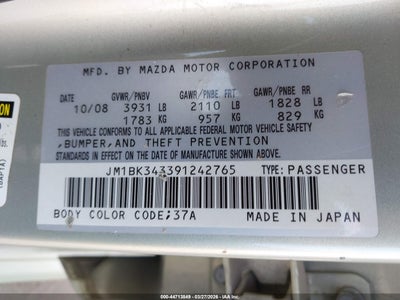 MFD. BY MAZDA MOTOR CORPORATION
GVWR/PNBV GAWR/PNBE FRT GAWR/PNBE RR
10/08 3931 LB 2110 LB 1828 LB
1783 KG 957 KG 829 KG
THIS VEHICLE CONFORMS TO ALL APPLICABLE FEDERAL MOTOR VEHICLE SAFETY
,BUMPER,AND THEFT PREVENTION
STANDARDS IN EFFECT ON THE DATE OF MANUFACTURE SHOWN ABOVE.
JM1BK343391242765 TYPE:PASSENGER
BODY COLOR CODE;37A MADE IN JAPAN
000-44713849 - 03/27/2026 - IAAI.COM